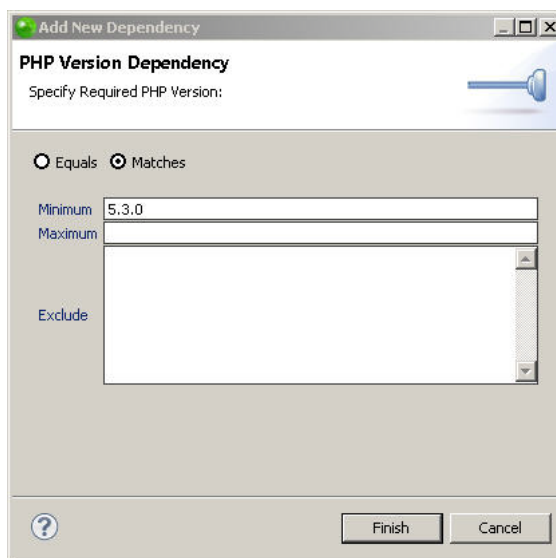 Add New Dependency
PHP Version Dependency
Specify Required PHP Version:
Equals Matches
Minimum 5.3.0
Maximum
Exclude
?
Finish Cancel